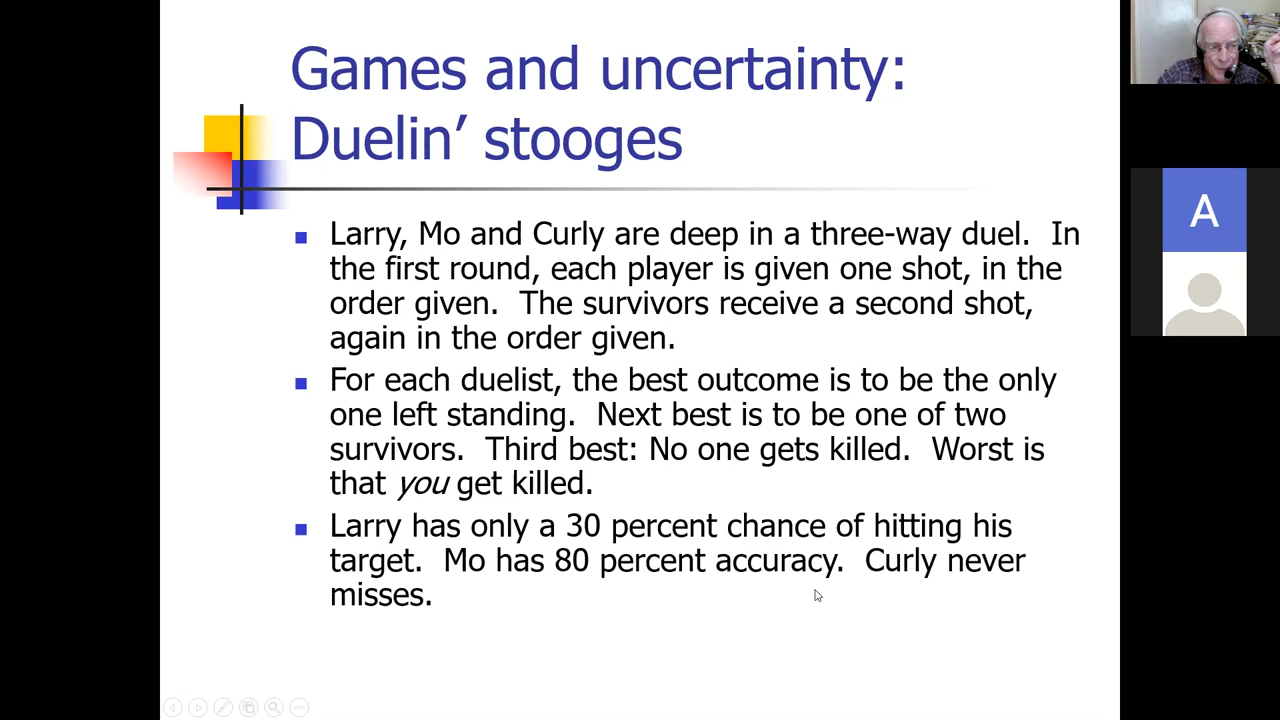 Games and uncertainty:
Duelin’ stooges
Larry, Mo and Curly are deep in a three-way duel.  In
the first round, each player is given one shot, in the
order given.  The survivors receive a second shot,
again in the order given.
For each duelist, the best outcome is to be the only
one left standing.  Next best is to be one of two
survivors.  Third best: No one gets killed.  Worst is
that you get killed.
Larry has only a 30 percent chance of hitting his
target.  Mo has 80 percent accuracy.  Curly never
misses.
A